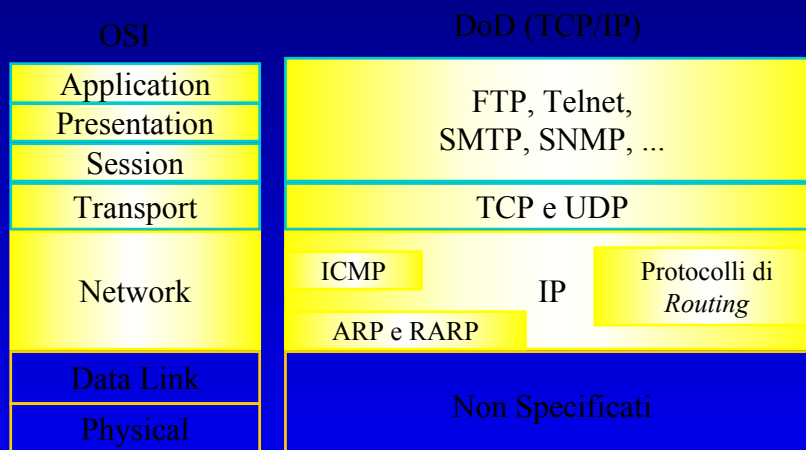 OSI
DoD (TCP/IP)
Application
Presentation
Session
Transport
Network
Data Link
Physical
FTP, Telnet,
SMTP, SNMP, ...
TCP e UDP
ICMP
IP
Protocolli di
Routing
ARP e RARP
Non Specificati